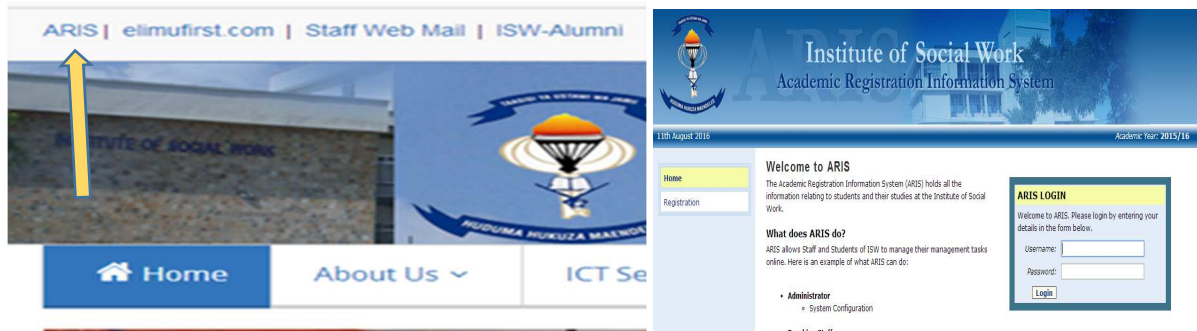 ARIS | elimufirst.com | Staff Web Mail | ISW-Alumni
INSTITUTE OF SOCIAL WORK
HUDUMA HUKUZA MAENDELEO
Home
About Us
ICT Se
Institute of Social Work
Academic Registration Information System
HUDUMA HUKUZA MAENDELEO
11th August 2016
Academic Year: 2015/16
Home
Registration
Welcome to ARIS
The Academic Registration Information System (ARIS) holds all the
information relating to students and their studies at the Institute of Social
Work.
What does ARIS do?
ARIS allows Staff and Students of ISW to manage their management tasks
online. Here is an example of what ARIS can do:
• Administrator
System Configuration
ARIS LOGIN
Welcome to ARIS. Please login by entering your
details in the form below.
Username:
Password:
Login